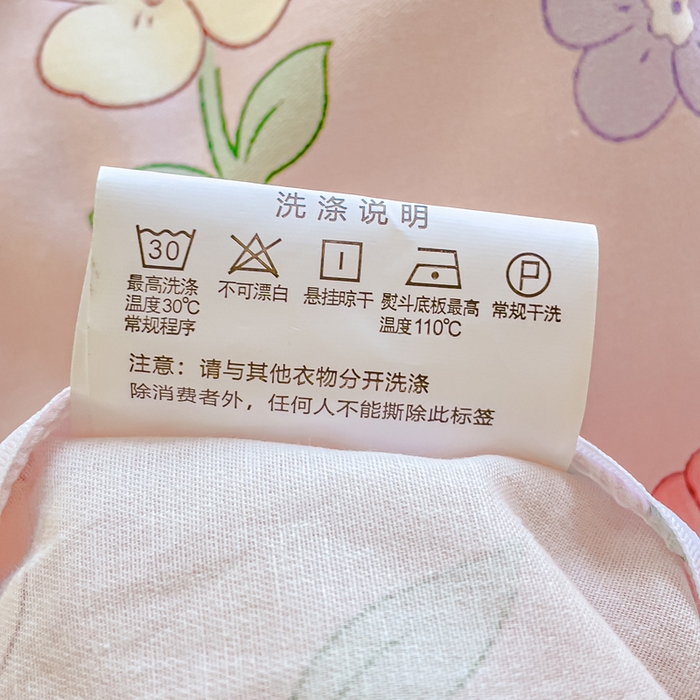 洗涤说明
30
P
最高洗涤
温度30℃
常规程序
不可漂白
悬挂晾干
熨斗底板最高
温度110℃
常规干洗
注意：请与其他衣物分开洗涤
除消费者外，任何人不能撕除此标签